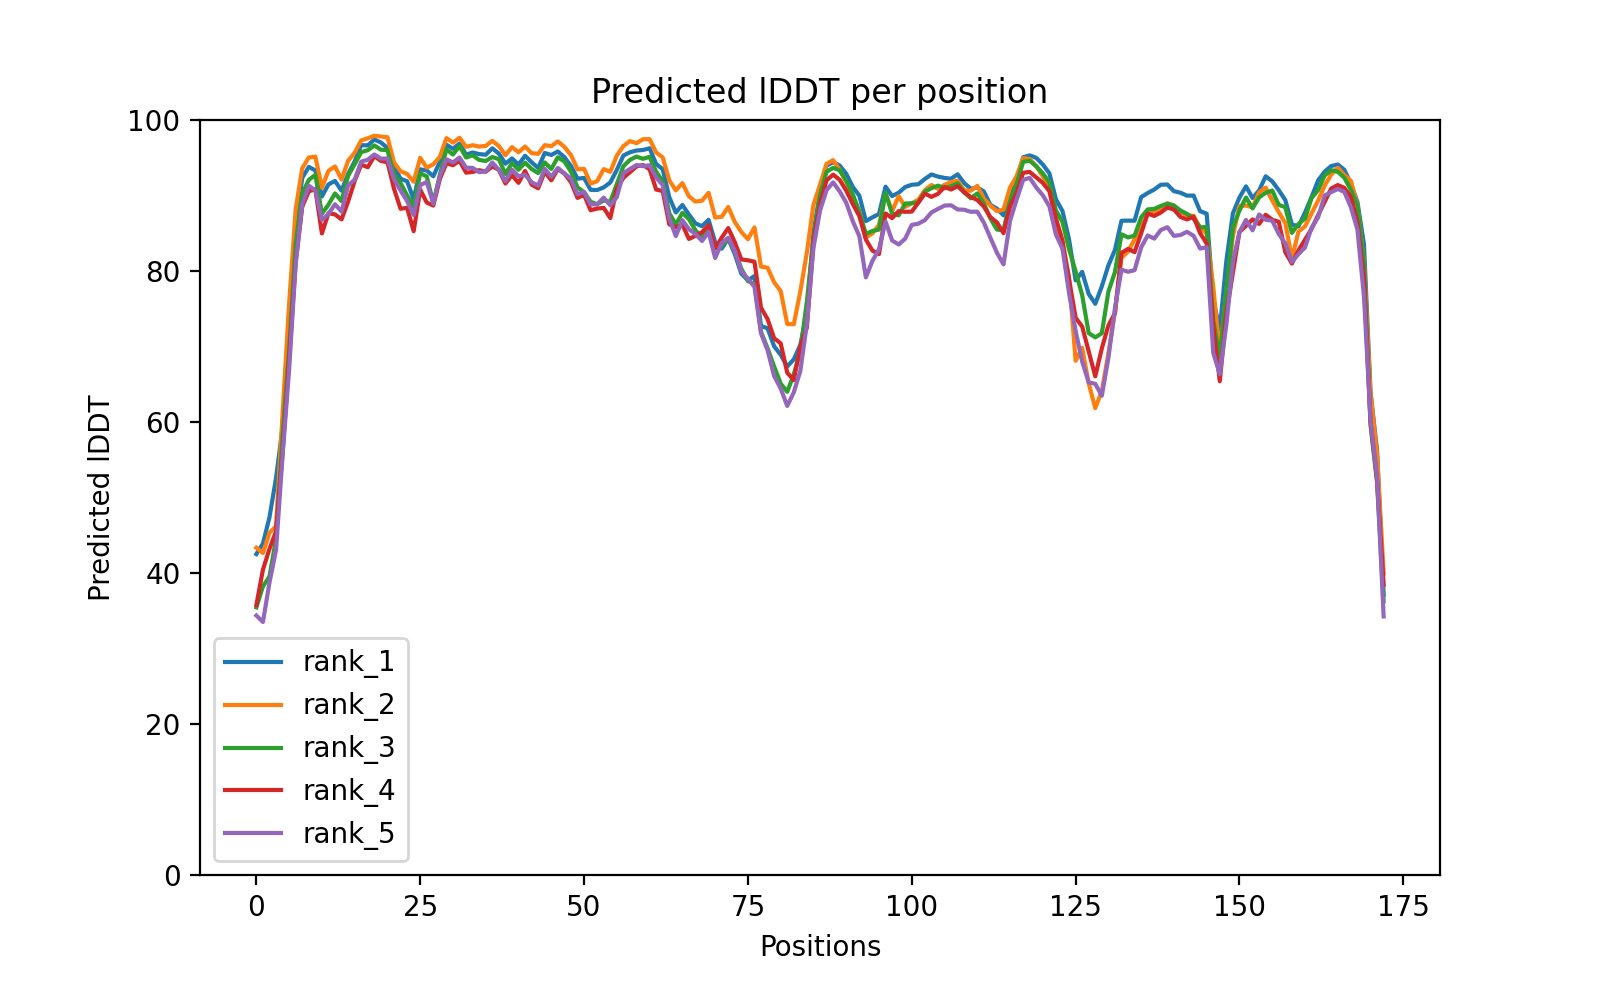 Predicted lDDT per position
100
80
60
40
20
0
Predicted lDDT
rank_1
rank_2
rank_3
rank_4
rank_5
0 25 50 75 100 125 150 175
Positions